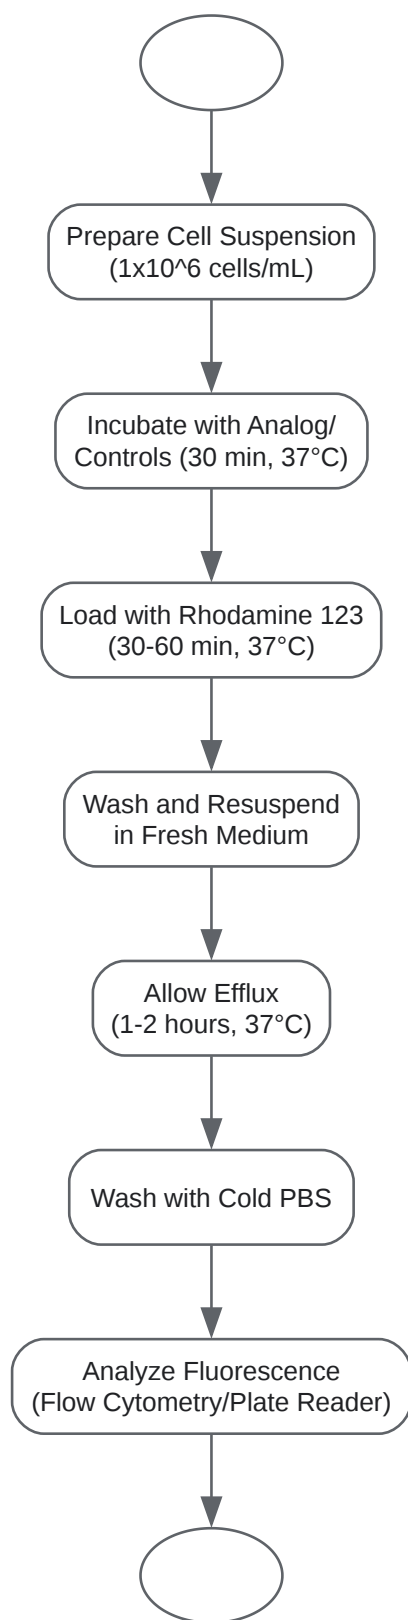 Prepare Cell Suspension
(1x10^6 cells/mL)
Incubate with Analog/
Controls (30 min, 37°C)
Load with Rhodamine 123
(30-60 min, 37°C)
Wash and Resuspend
in Fresh Medium
Allow Efflux
(1-2 hours, 37°C)
Wash with Cold PBS
Analyze Fluorescence
(Flow Cytometry/Plate Reader)